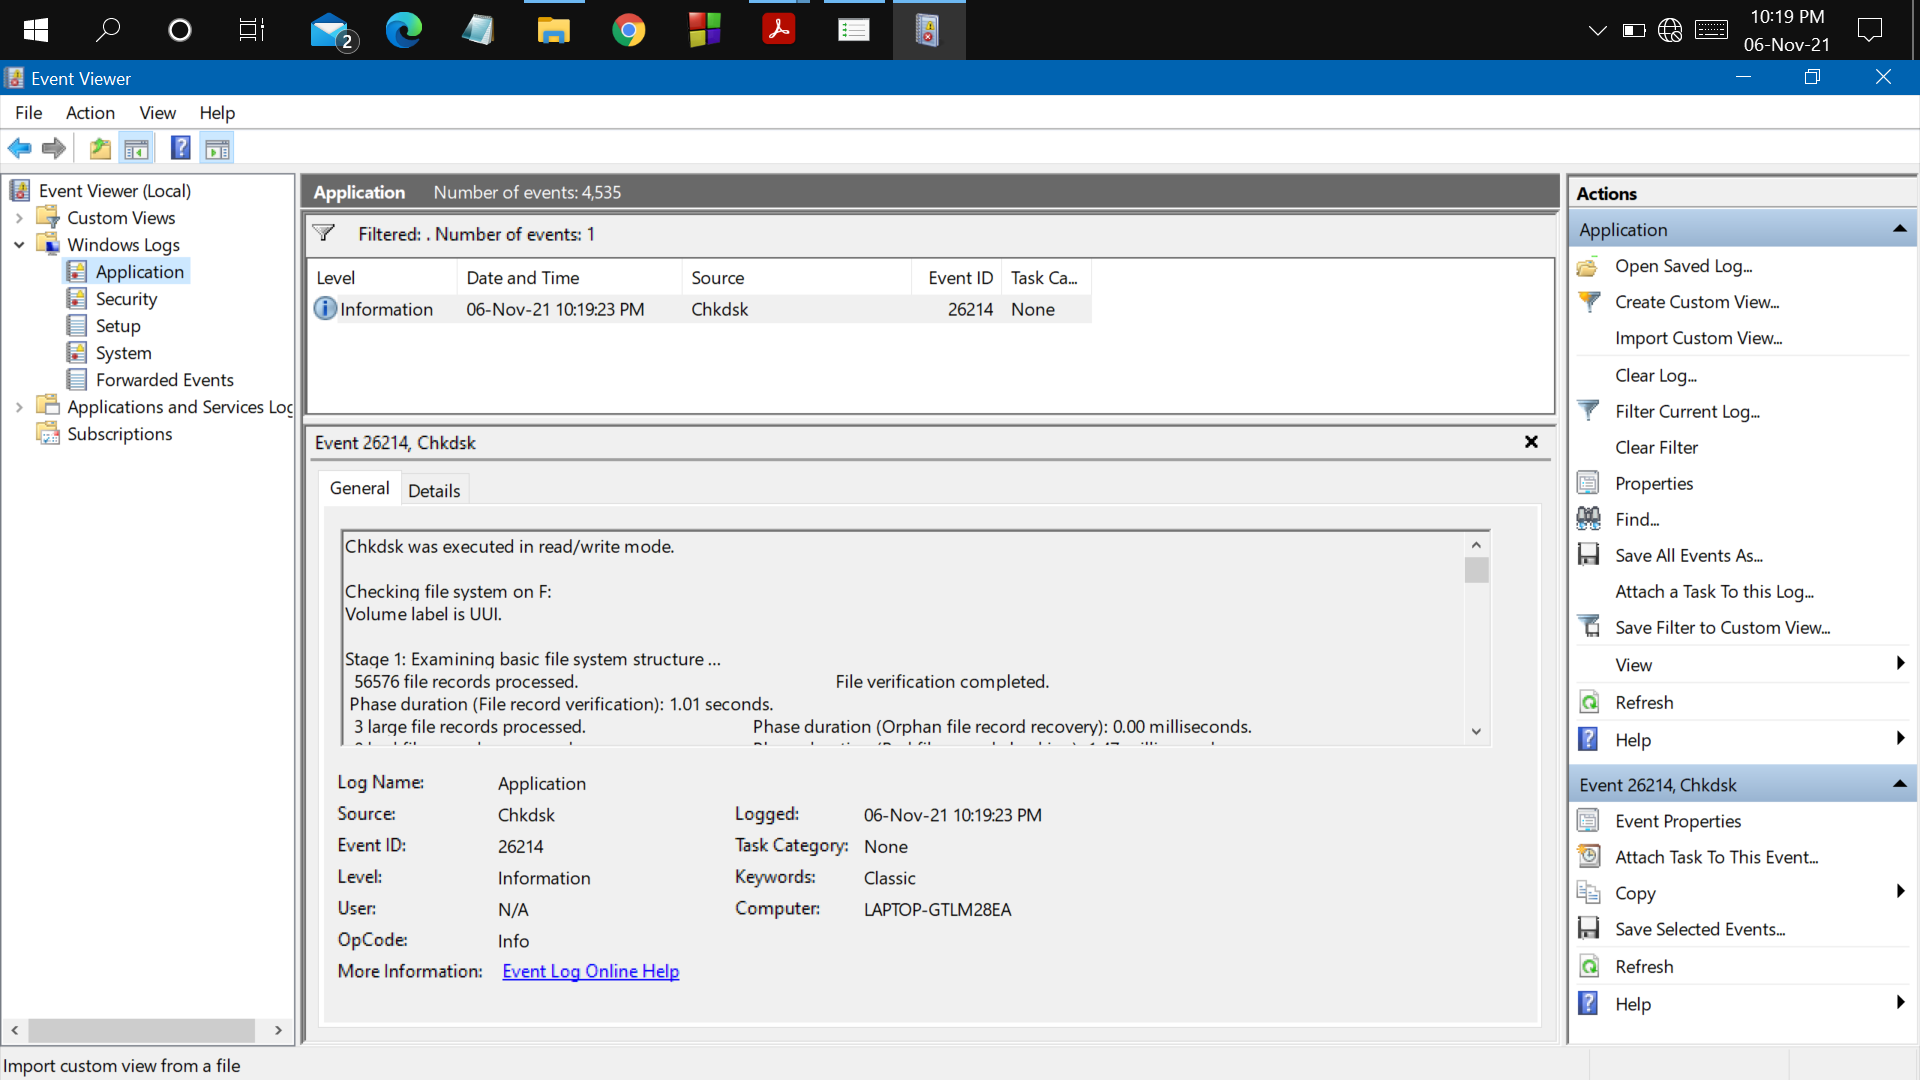 2
10:19 PM
06-Nov-21
Event Viewer
File Action View Help
Event Viewer (Local)
Custom Views
Windows Logs
Application
Security
Setup
System
Forwarded Events
Applications and Services Log
Subscriptions
Application Number of events: 4,535
Filtered: . Number of events: 1
Level Date and Time Source Event ID Task Ca...
Information 06-Nov-21 10:19:23 PM Chkdsk 26214 None
Event 26214, Chkdsk
General Details
Chkdsk was executed in read/write mode.
Checking file system on F:
Volume label is UUI.
Stage 1: Examining basic file system structure ...
56576 file records processed. File verification completed.
Phase duration (File record verification): 1.01 seconds.
3 large file records processed. Phase duration (Orphan file record recovery): 0.00 milliseconds.
Log Name: Application
Source: Chkdsk Logged: 06-Nov-21 10:19:23 PM
Event ID: 26214 Task Category: None
Level: Information Keywords: Classic
User: N/A Computer: LAPTOP-GTLM28EA
OpCode: Info
More Information: Event Log Online Help
Actions
Application
Open Saved Log...
Create Custom View...
Import Custom View...
Clear Log...
Filter Current Log...
Clear Filter
Properties
Find...
Save All Events As...
Attach a Task To this Log...
Save Filter to Custom View...
View
Refresh
Help
Event 26214, Chkdsk
Event Properties
Attach Task To This Event...
Copy
Save Selected Events...
Refresh
Help
Import custom view from a file